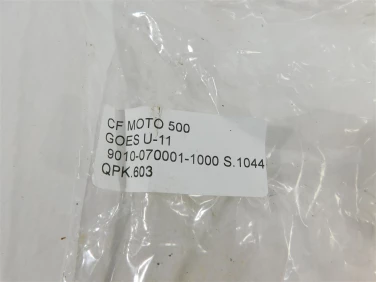 CF MOTO 500
GOES U-11
9010-070001-1000 S.1044
QPK.603